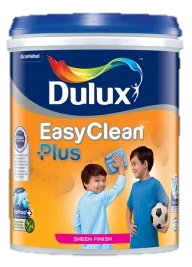 AkzoNobel
Dulux
EasyClean
Plus
SHEEN FINISH